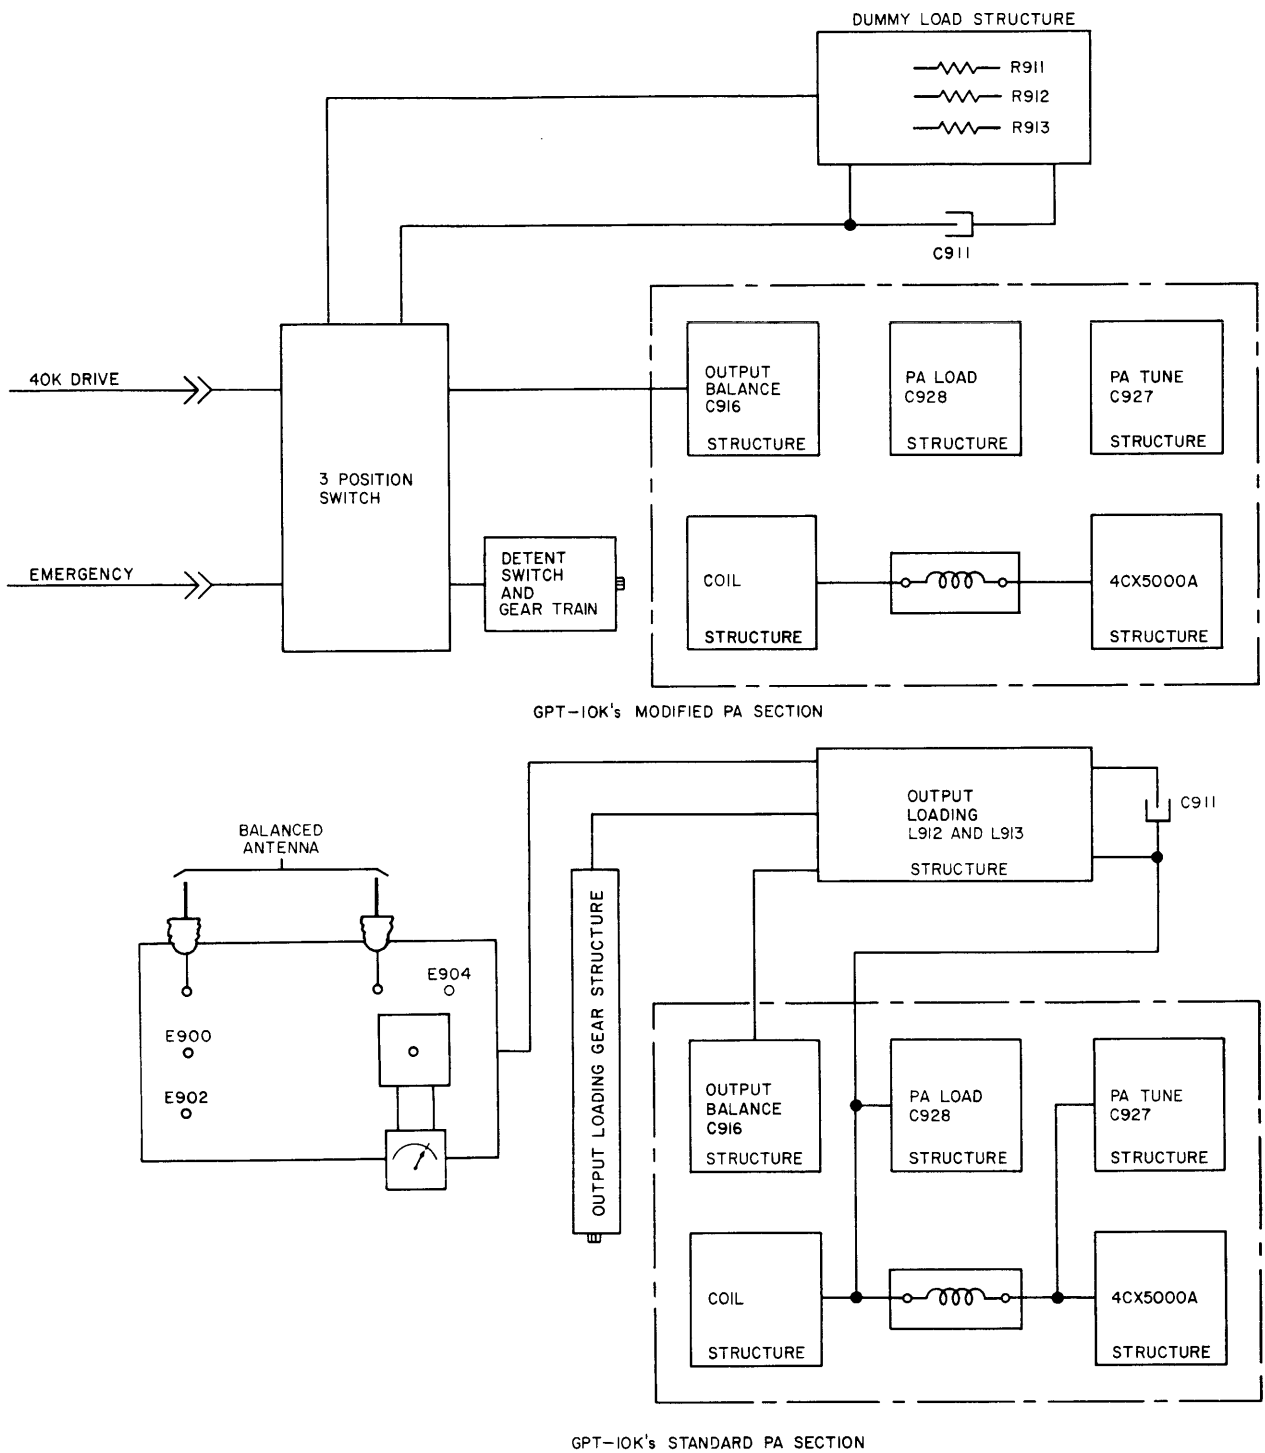 DUMMY LOAD STRUCTURE
R911
R912
R913
C911
40K DRIVE
EMERGENCY
3 POSITION
SWITCH
DETENT
SWITCH
AND
GEAR TRAIN
OUTPUT
BALANCE
C916
STRUCTURE
PA LOAD
C928
STRUCTURE
PA TUNE
C927
STRUCTURE
COIL
STRUCTURE
4CX5000A
STRUCTURE
GPT-10K's MODIFIED PA SECTION
BALANCED
ANTENNA
E904
E900
E902
OUTPUT LOADING GEAR STRUCTURE
OUTPUT
LOADING
L912 AND L913
STRUCTURE
C911
OUTPUT
BALANCE
C916
STRUCTURE
PA LOAD
C928
STRUCTURE
PA TUNE
C927
STRUCTURE
COIL
STRUCTURE
4CX5000A
STRUCTURE
GPT-10K's STANDARD PA SECTION